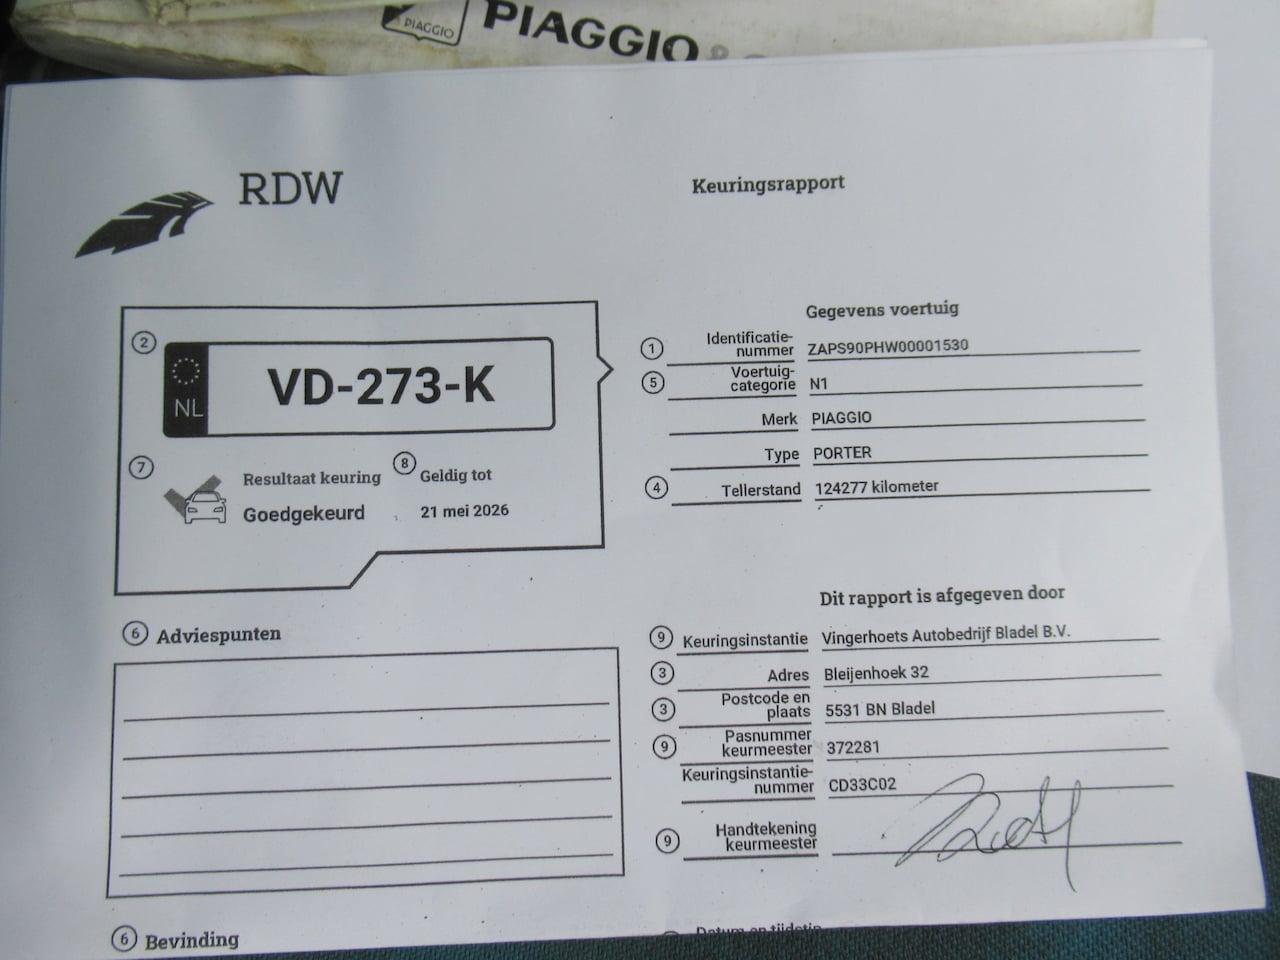 PIAGGIO
PIAGGIO &
RDW
Keuringsrapport
2
NL
VD-273-K
7
Resultaat keuring
Goedgekeurd
8
Geldig tot
21 mei 2026
Gegevens voertuig
1 Identificatie-
nummer ZAPS90PHW00001530
5 Voertuig-
categorie N1
Merk PIAGGIO
Type PORTER
4 Tellerstand 124277 kilometer
6 Adviespunten
Dit rapport is afgegeven door
9 Keuringsinstantie Vingerhoets Autobedrijf Bladel B.V.
3 Adres Bleijenhoek 32
3 Postcode en
plaats 5531 BN Bladel
9 Pasnummer
keurmeester 372281
Keuringsinstantie-
nummer CD33C02
9 Handtekening
keurmeester
6 Bevinding
Datum en tijdstip